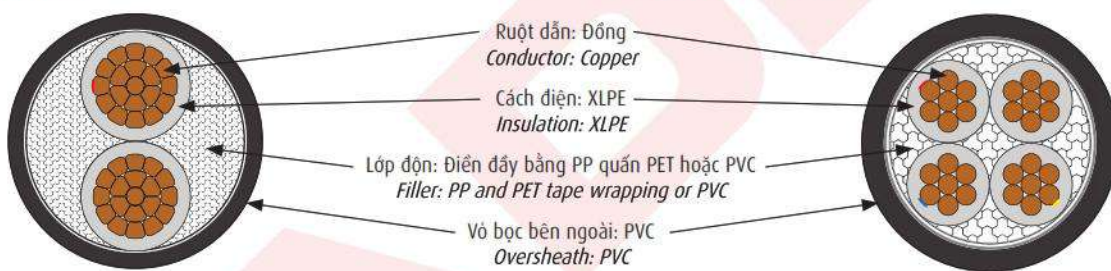 Ruột dẫn: Đồng
Conductor: Copper
Cách điện: XLPE
Insulation: XLPE
Lớp độn: Điền đầy bằng PP quấn PET hoặc PVC
Filler: PP and PET tape wrapping or PVC
Vỏ bọc bên ngoài: PVC
Oversheath: PVC